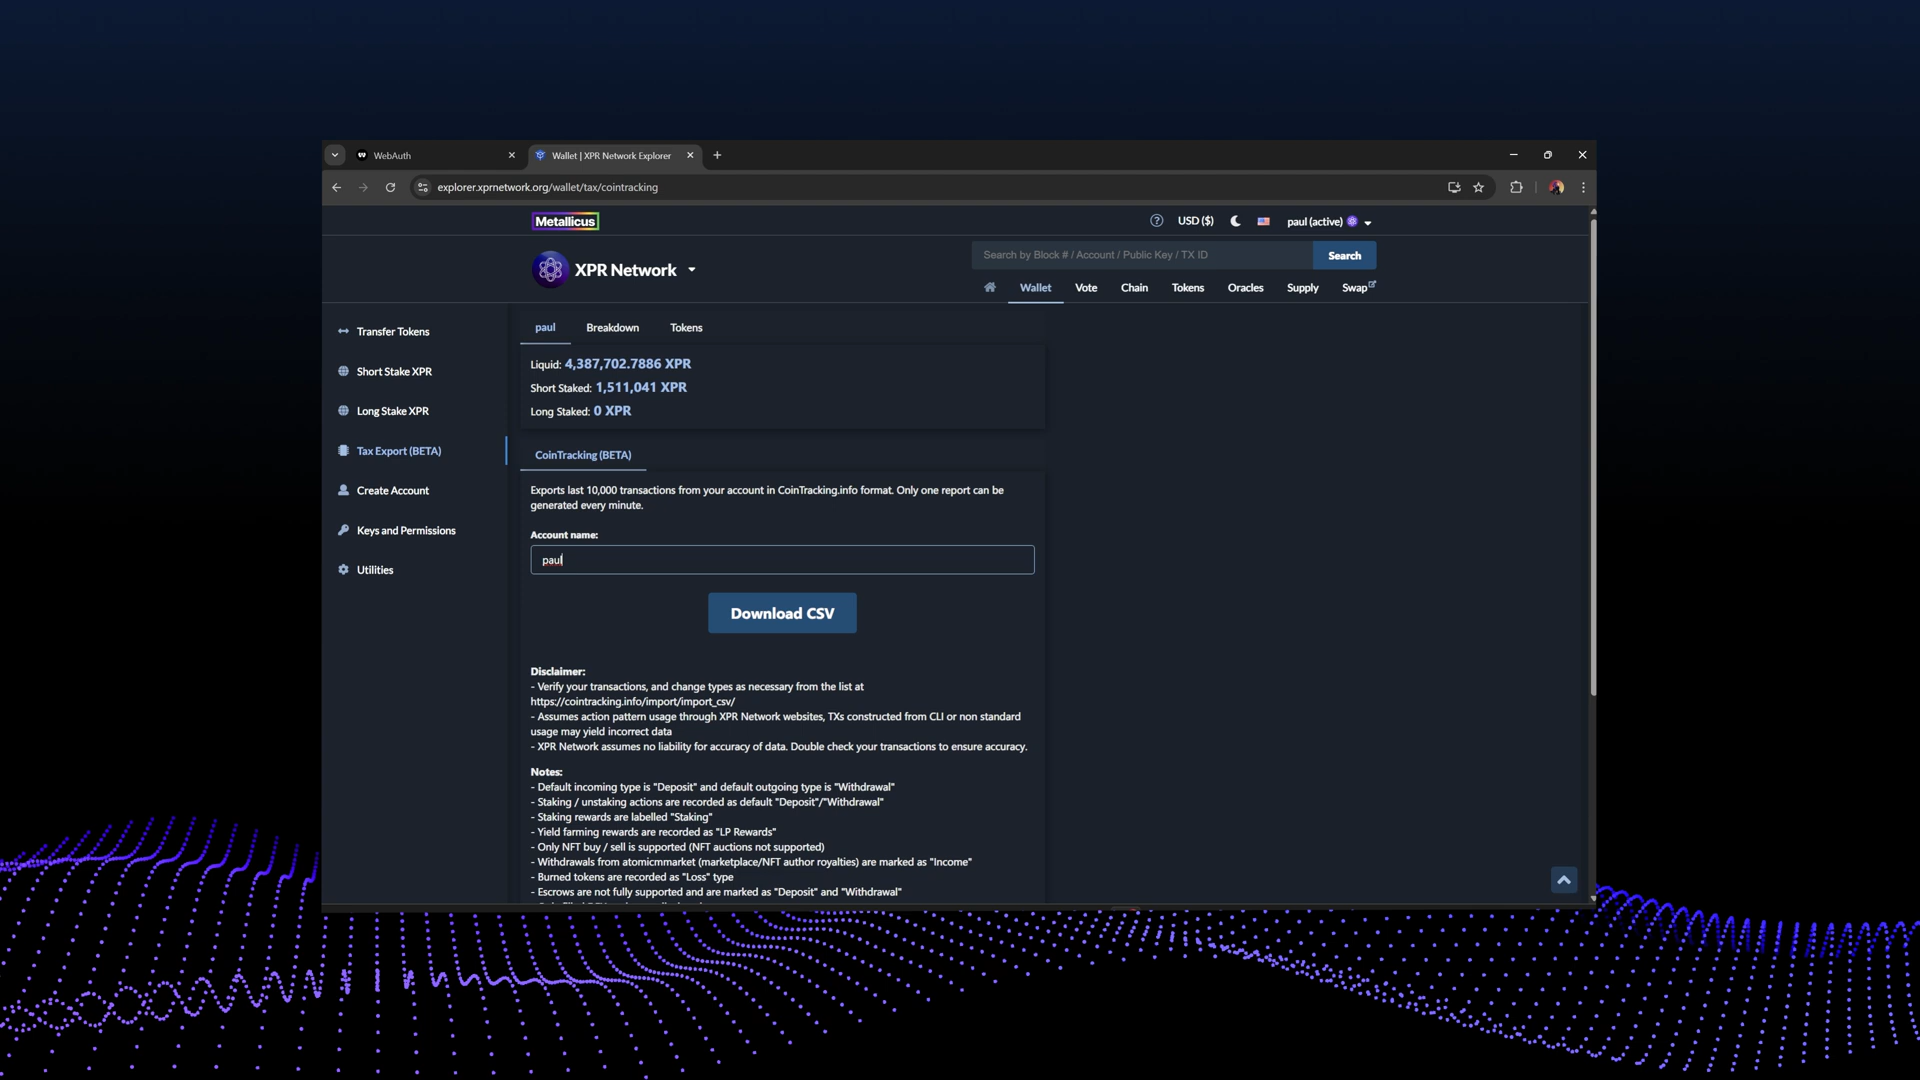 WebAuth
Wallet | XPR Network Explorer
explorer.xprnetwork.org/wallet/tax/cointracking
Metallicus
USD ($)
paul (active)
XPR Network
Search by Block # / Account / Public Key / TX ID
Search
Wallet
Vote
Chain
Tokens
Oracles
Supply
Swap
Transfer Tokens
Short Stake XPR
Long Stake XPR
Tax Export (BETA)
Create Account
Keys and Permissions
Utilities
paul
Breakdown
Tokens
Liquid: 4,387,702.7886 XPR
Short Staked: 1,511,041 XPR
Long Staked: 0 XPR
CoinTracking (BETA)
Exports last 10,000 transactions from your account in CoinTracking.info format. Only one report can be
generated every minute.
Account name:
paul
Download CSV
Disclaimer:
- Verify your transactions, and change types as necessary from the list at
https://cointracking.info/import/import_csv/
- Assumes action pattern usage through XPR Network websites, TXs constructed from CLI or non standard
usage may yield incorrect data
- XPR Network assumes no liability for accuracy of data. Double check your transactions to ensure accuracy.
Notes:
- Default incoming type is "Deposit" and default outgoing type is "Withdrawal"
- Staking / unstaking actions are recorded as default "Deposit"/"Withdrawal"
- Staking rewards are labelled "Staking"
- Yield farming rewards are recorded as "LP Rewards"
- Only NFT buy / sell is supported (NFT auctions not supported)
- Withdrawals from atomicmmarket (marketplace/NFT author royalties) are marked as "Income"
- Burned tokens are recorded as "Loss" type
- Escrows are not fully supported and are marked as "Deposit" and "Withdrawal"